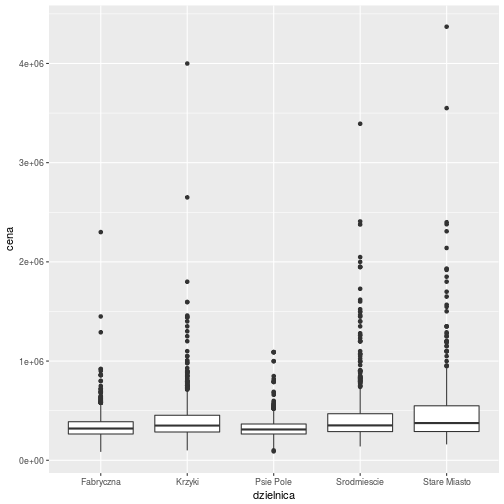 4e+06
3e+06
2e+06
1e+06
0e+00
cena
Fabryczna Krzyki Psie Pole Srodmiescie Stare Miasto
dzielnica